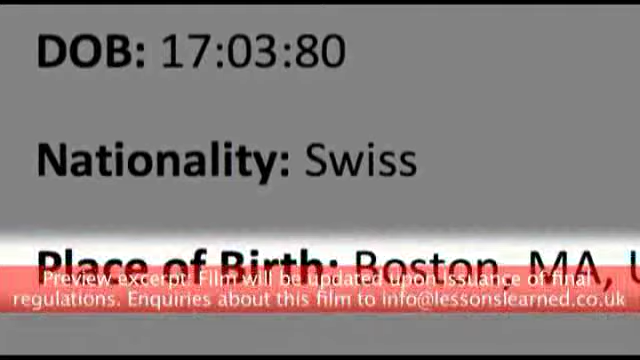 DOB: 17:03:80
Nationality: Swiss
Place of Birth: Boston, MA,
Preview excerpt: Film will be updated upon issuance of final
regulations. Enquiries about this film to info@lessonslearned.co.uk